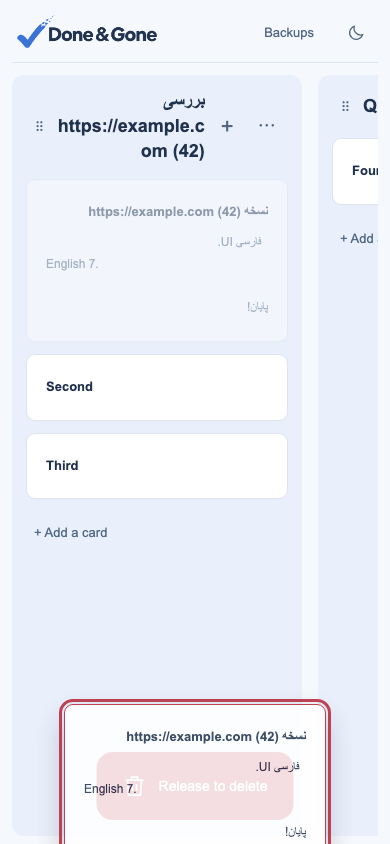 Done & Gone
Backups
بررسی
https://example.c
om (42)
+
...
Q
نسخه (42) https://example.com
فارسی UI.
English 7.
پایان!
Four
Second
+ Add
Third
+ Add a card
نسخه (42) https://example.com
فارسی UI.
English 7.
Release to delete
پایان!